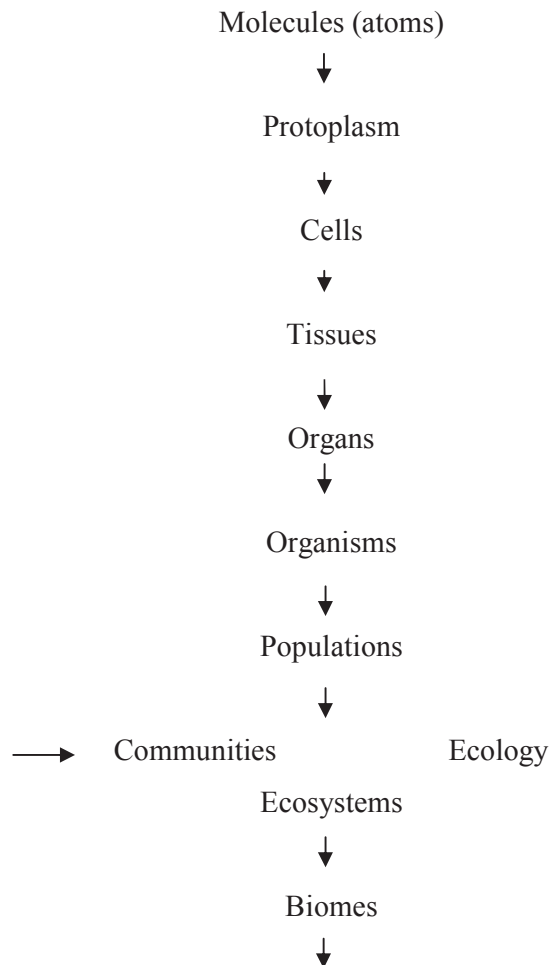 Molecules (atoms)
Protoplasm
Cells
Tissues
Organs
Organisms
Populations
Communities Ecology
Ecosystems
Biomes